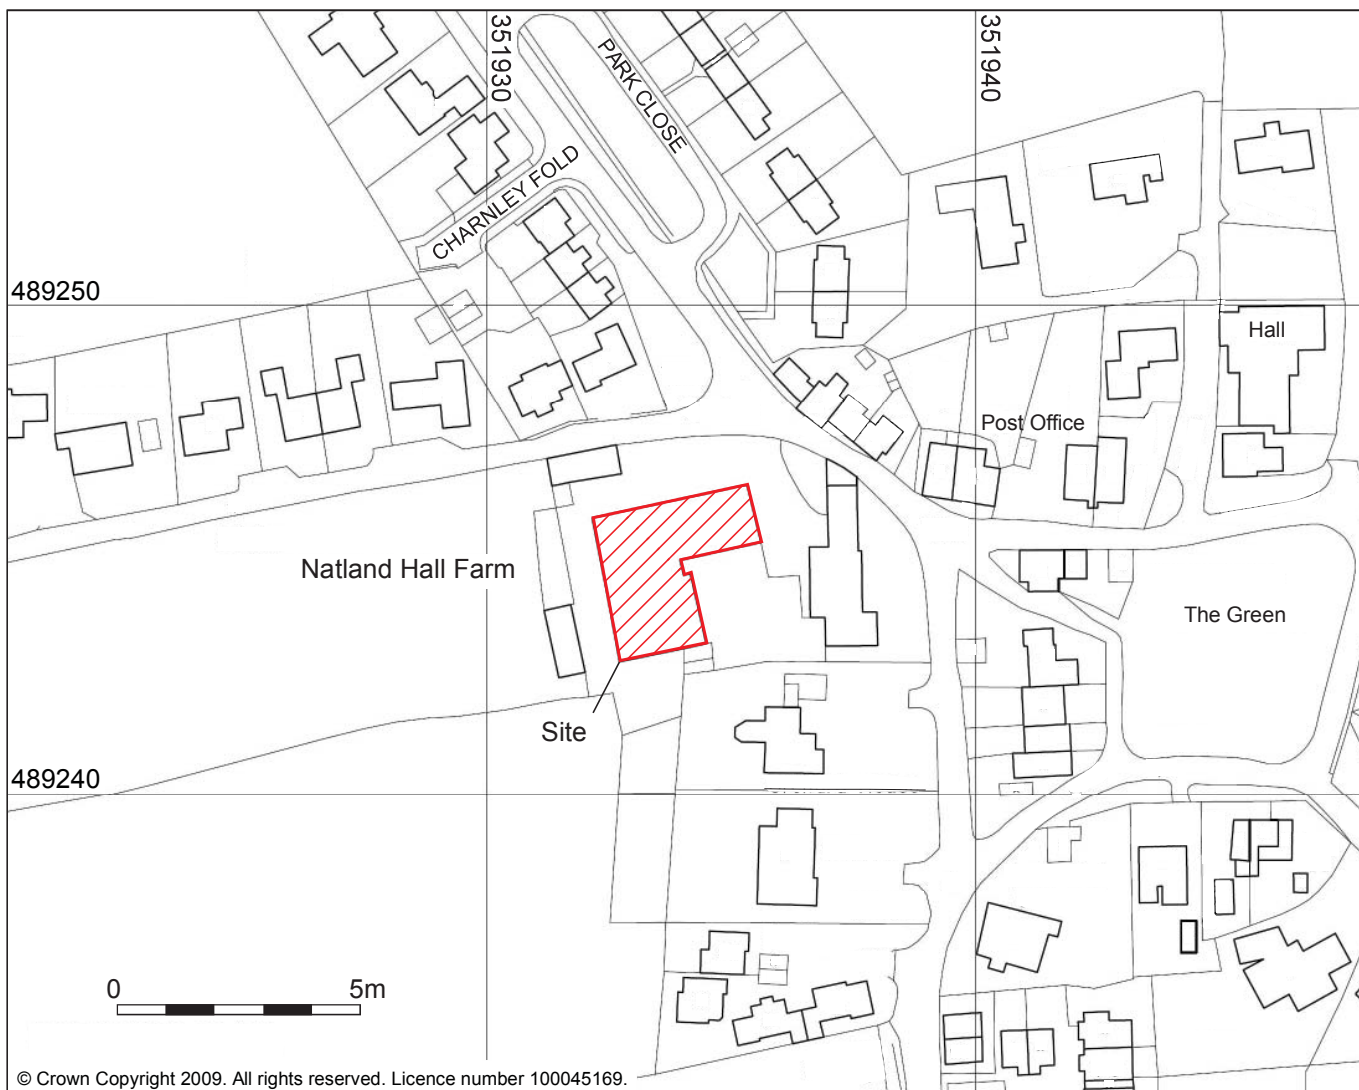 351930
351940
PARK CLOSE
CHARNLEY FOLD
489250
Hall
Post Office
Natland Hall Farm
The Green
Site
489240
0 5m
© Crown Copyright 2009. All rights reserved. Licence number 100045169.